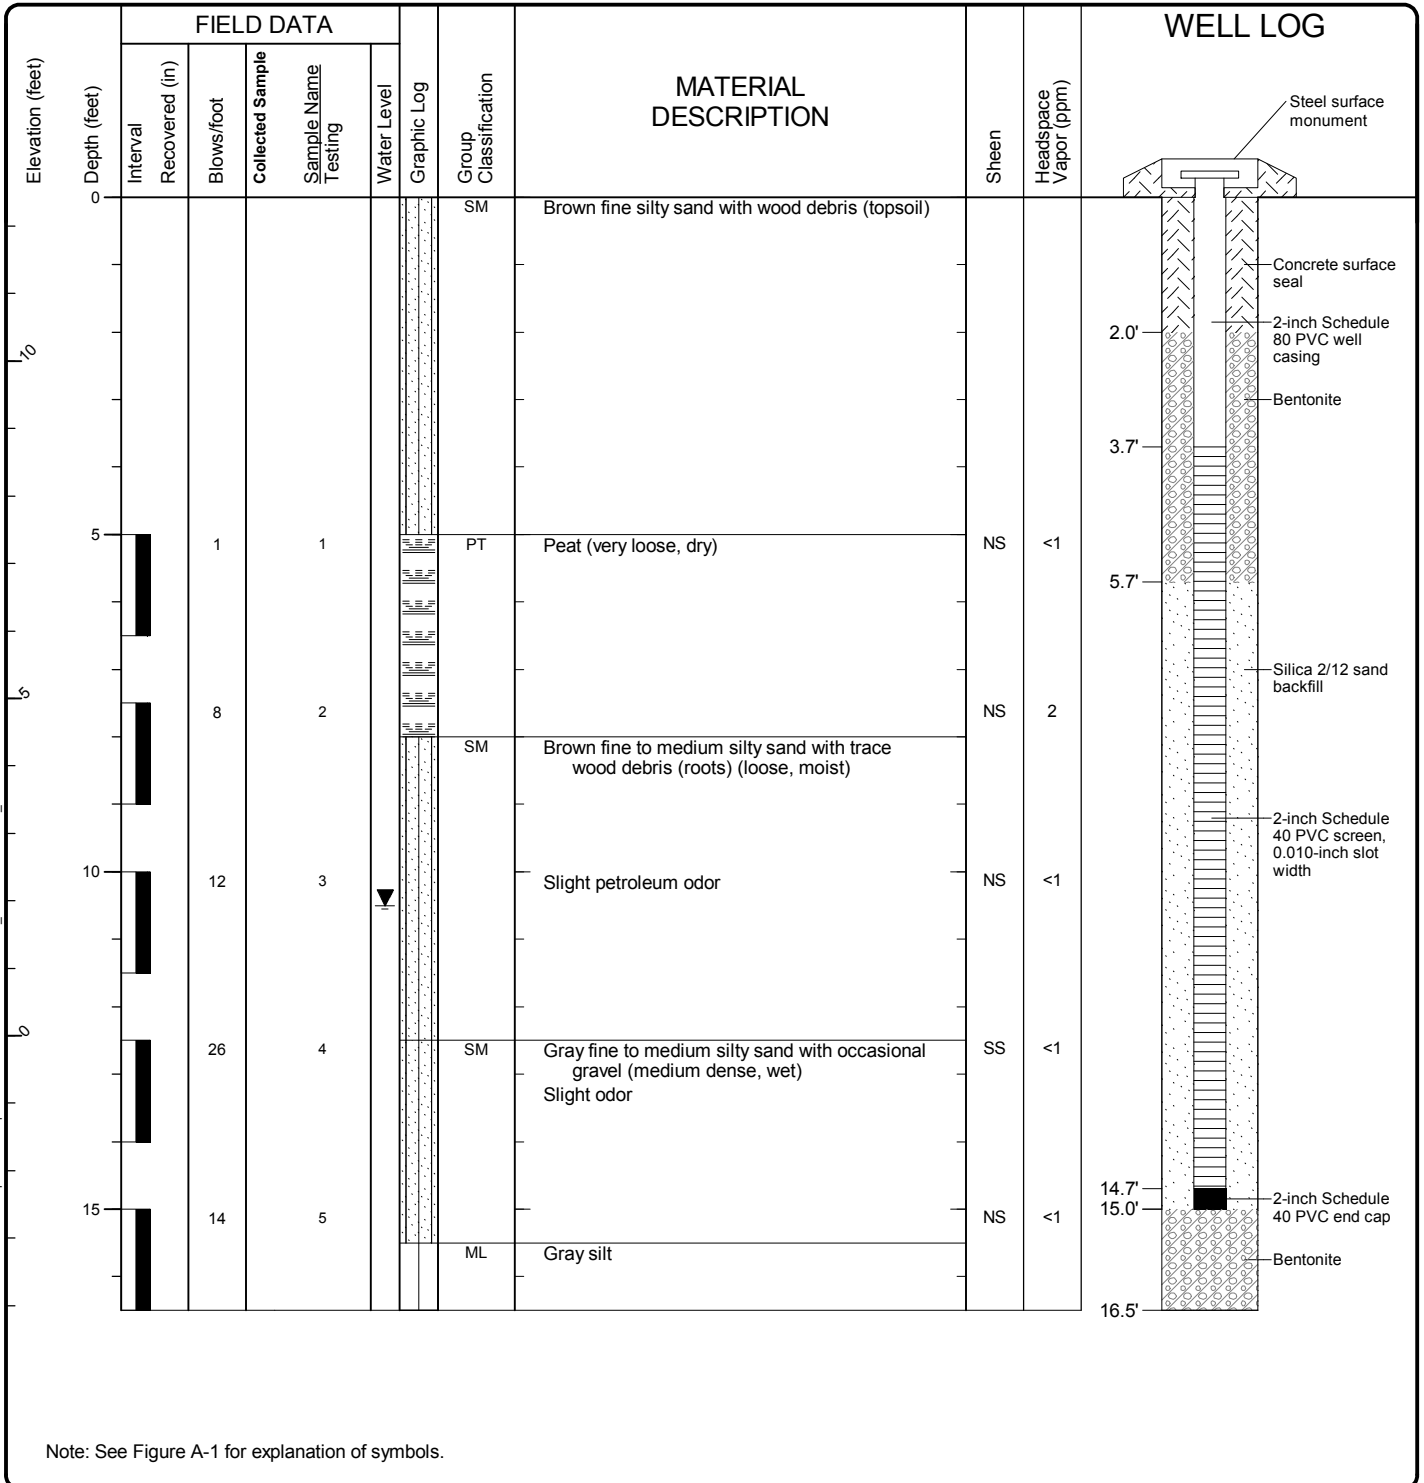 FIELD DATA
WELL LOG
Elevation (feet)
Depth (feet)
Interval
Recovered (in)
Blows/foot
Collected Sample
Sample Name
Testing
Water Level
Graphic Log
Group
Classification
MATERIAL
DESCRIPTION
Sheen
Headspace
Vapor (ppm)
Steel surface
monument
0
SM
Brown fine silty sand with wood debris (topsoil)
Concrete surface
seal
2.0'
2-inch Schedule
80 PVC well
casing
10
Bentonite
3.7'
5
1
1
PT
Peat (very loose, dry)
NS
<1
5.7'
Silica 2/12 sand
backfill
5
8
2
NS
2
SM
Brown fine to medium silty sand with trace
wood debris (roots) (loose, moist)
2-inch Schedule
40 PVC screen,
0.010-inch slot
width
10
12
3
Slight petroleum odor
NS
<1
0
26
4
SM
Gray fine to medium silty sand with occasional
gravel (medium dense, wet)
Slight odor
SS
<1
14.7'
15.0'
2-inch Schedule
40 PVC end cap
15
14
5
NS
<1
ML
Gray silt
Bentonite
16.5'
Note: See Figure A-1 for explanation of symbols.